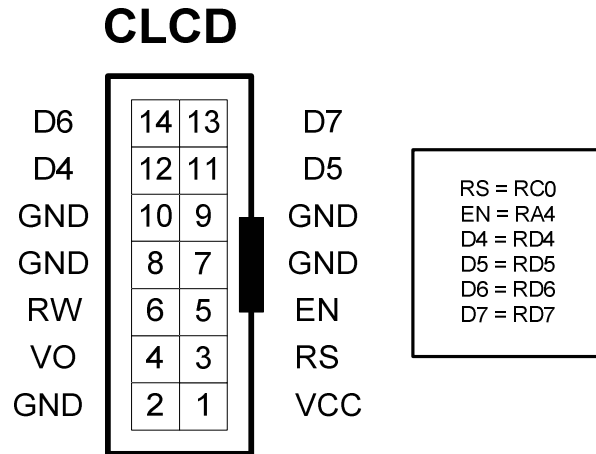 CLCD
D6 14 13 D7
D4 12 11 D5
GND 10 9 GND
GND 8 7 GND
RW 6 5 EN
VO 4 3 RS
GND 2 1 VCC
RS = RC0
EN = RA4
D4 = RD4
D5 = RD5
D6 = RD6
D7 = RD7